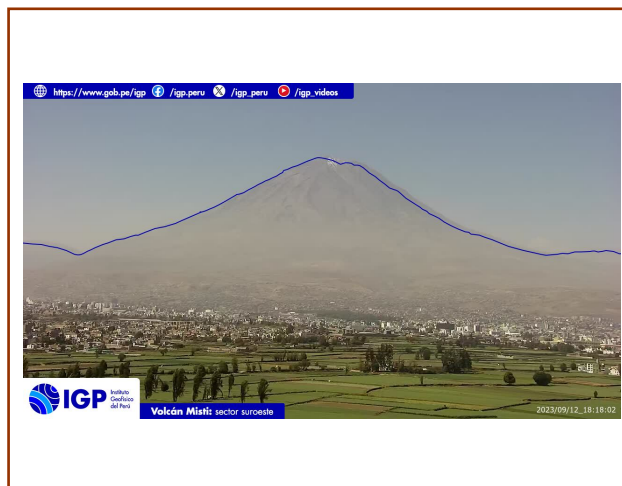 https://www.gob.pe/igp /igp.peru /igp_peru /igp_videos
IGP Instituto
Geofísico
del Perú
Volcán Misti: sector suroeste
2023/09/12_18:18:02